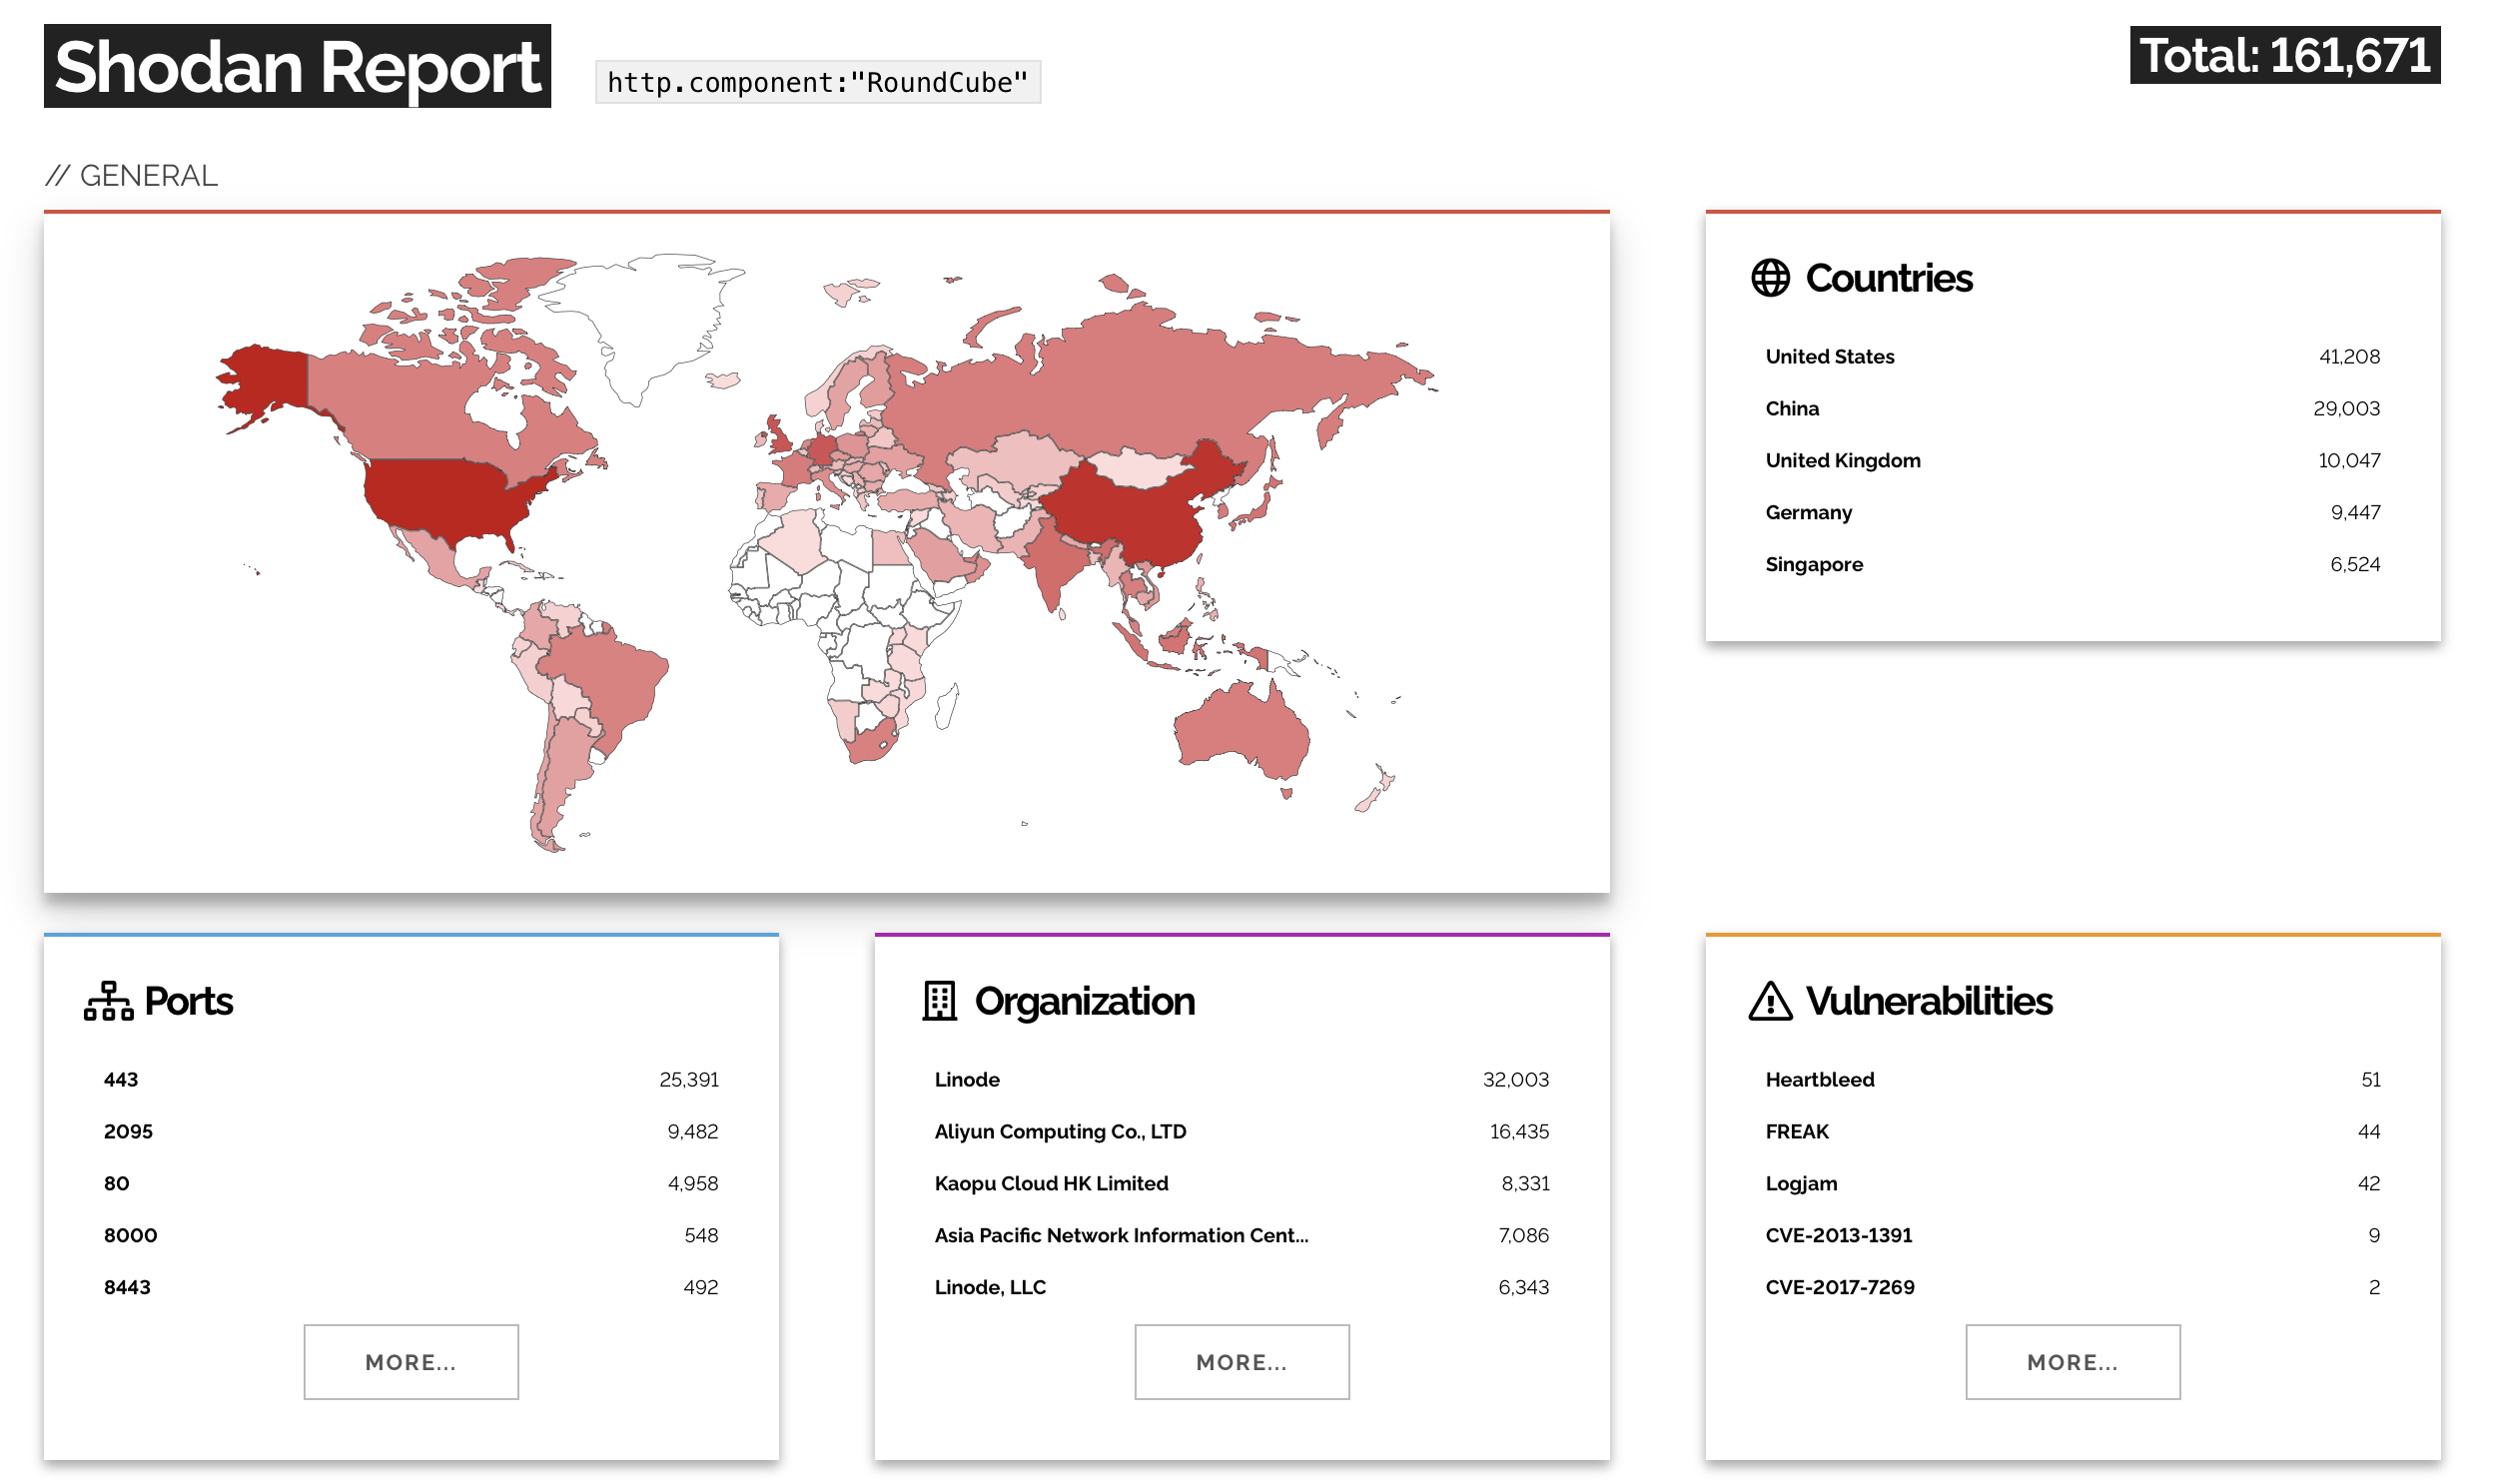 Shodan Report
http.component:"RoundCube"
Total: 161,671
// GENERAL
Countries
United States 41,208
China 29,003
United Kingdom 10,047
Germany 9,447
Singapore 6,524
Ports
443 25,391
2095 9,482
80 4,958
8000 548
8443 492
MORE...
Organization
Linode 32,003
Aliyun Computing Co., LTD 16,435
Kaopu Cloud HK Limited 8,331
Asia Pacific Network Information Cent... 7,086
Linode, LLC 6,343
MORE...
Vulnerabilities
Heartbleed 51
FREAK 44
Logjam 42
CVE-2013-1391 9
CVE-2017-7269 2
MORE...